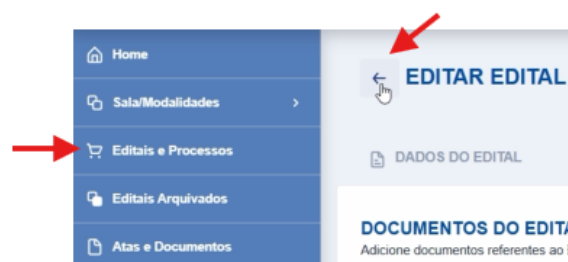 Home
Sala/Modalidades
Editais e Processos
Editais Arquivados
Atas e Documentos
EDITAR EDITAL
DADOS DO EDITAL
DOCUMENTOS DO EDITA
Adicione documentos referentes ao